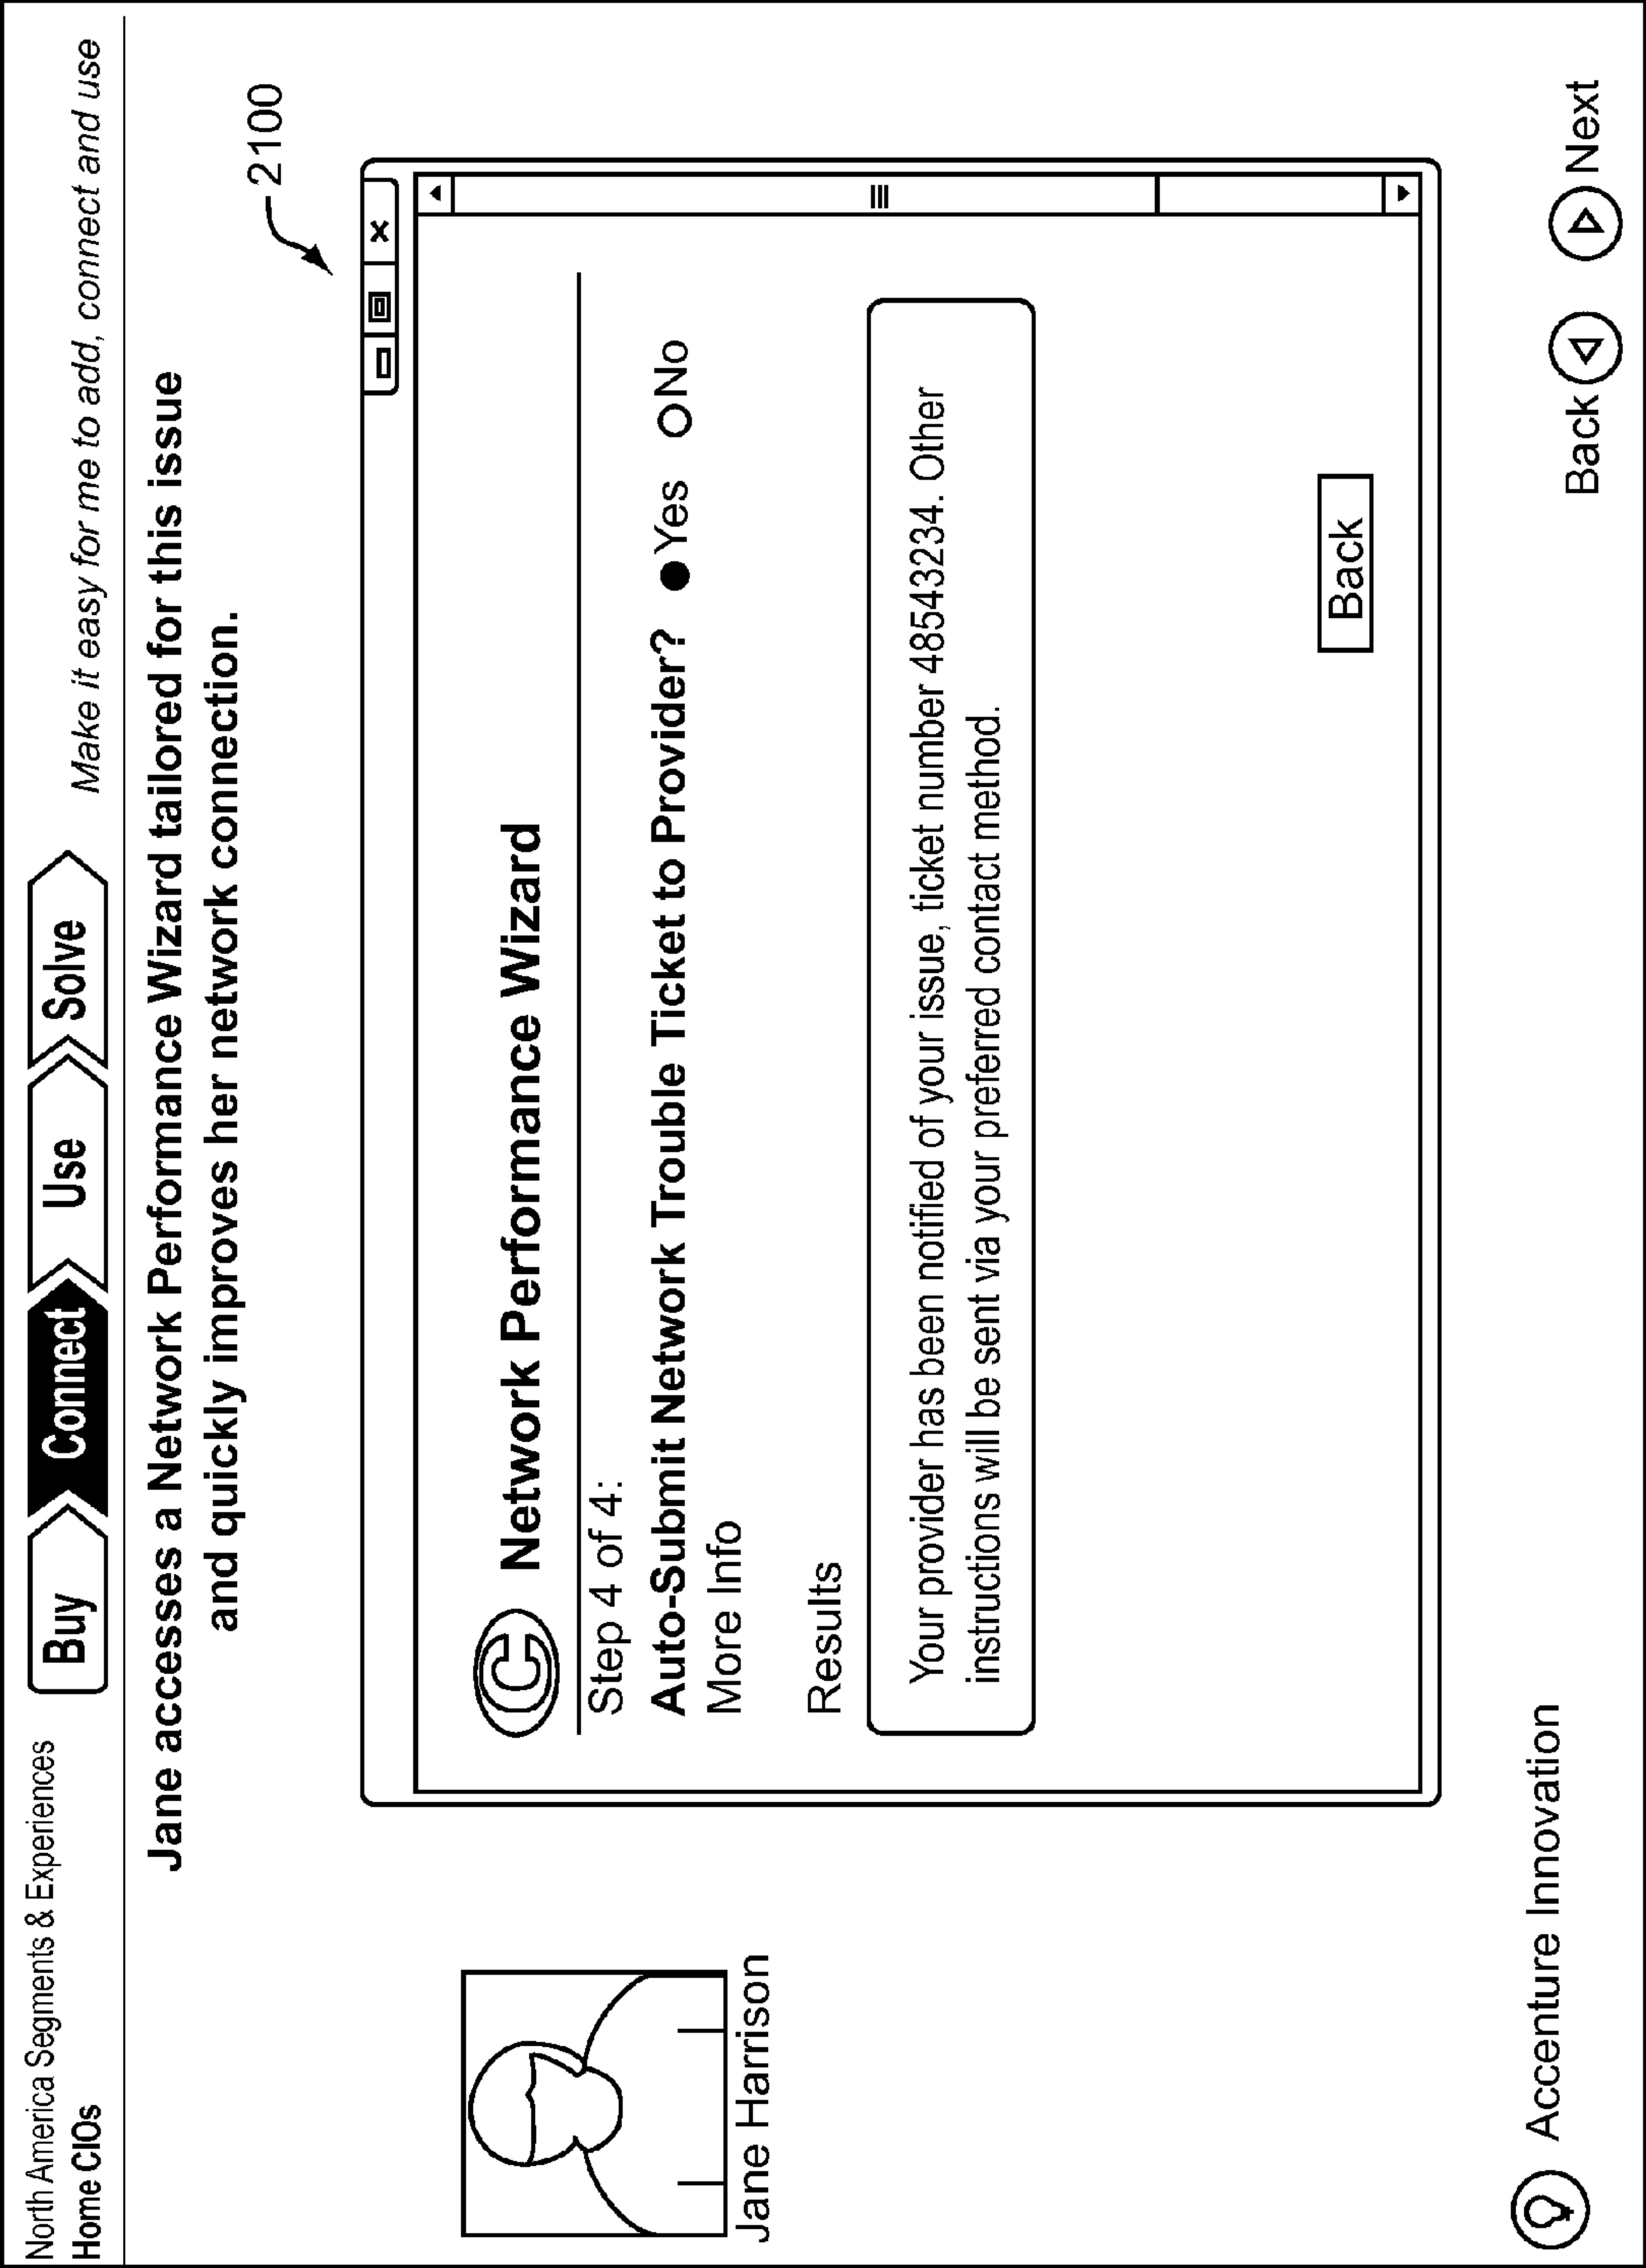 North America Segments & Experiences
Home CIOs
Buy
Connect
Use
Solve
Make it easy for me to add, connect and use
Jane accesses a Network Performance Wizard tailored for this issue
and quickly improves her network connection.
2100
Jane Harrison
C Network Performance Wizard
Step 4 of 4:
Auto-Submit Network Trouble Ticket to Provider? Yes No
More Info
Results
Your provider has been notified of your issue, ticket number 48543234. Other
instructions will be sent via your preferred contact method.
Back
Accenture Innovation
Back Next